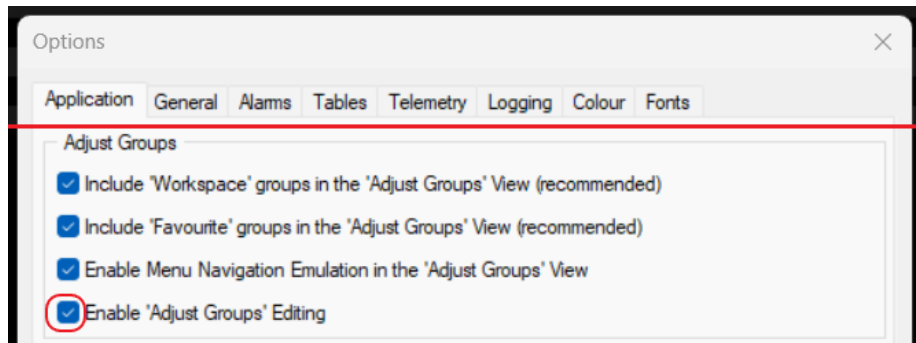 Options
Application General Alarms Tables Telemetry Logging Colour Fonts
Adjust Groups
Include 'Workspace' groups in the 'Adjust Groups' View (recommended)
Include 'Favourite' groups in the 'Adjust Groups' View (recommended)
Enable Menu Navigation Emulation in the 'Adjust Groups' View
Enable 'Adjust Groups' Editing